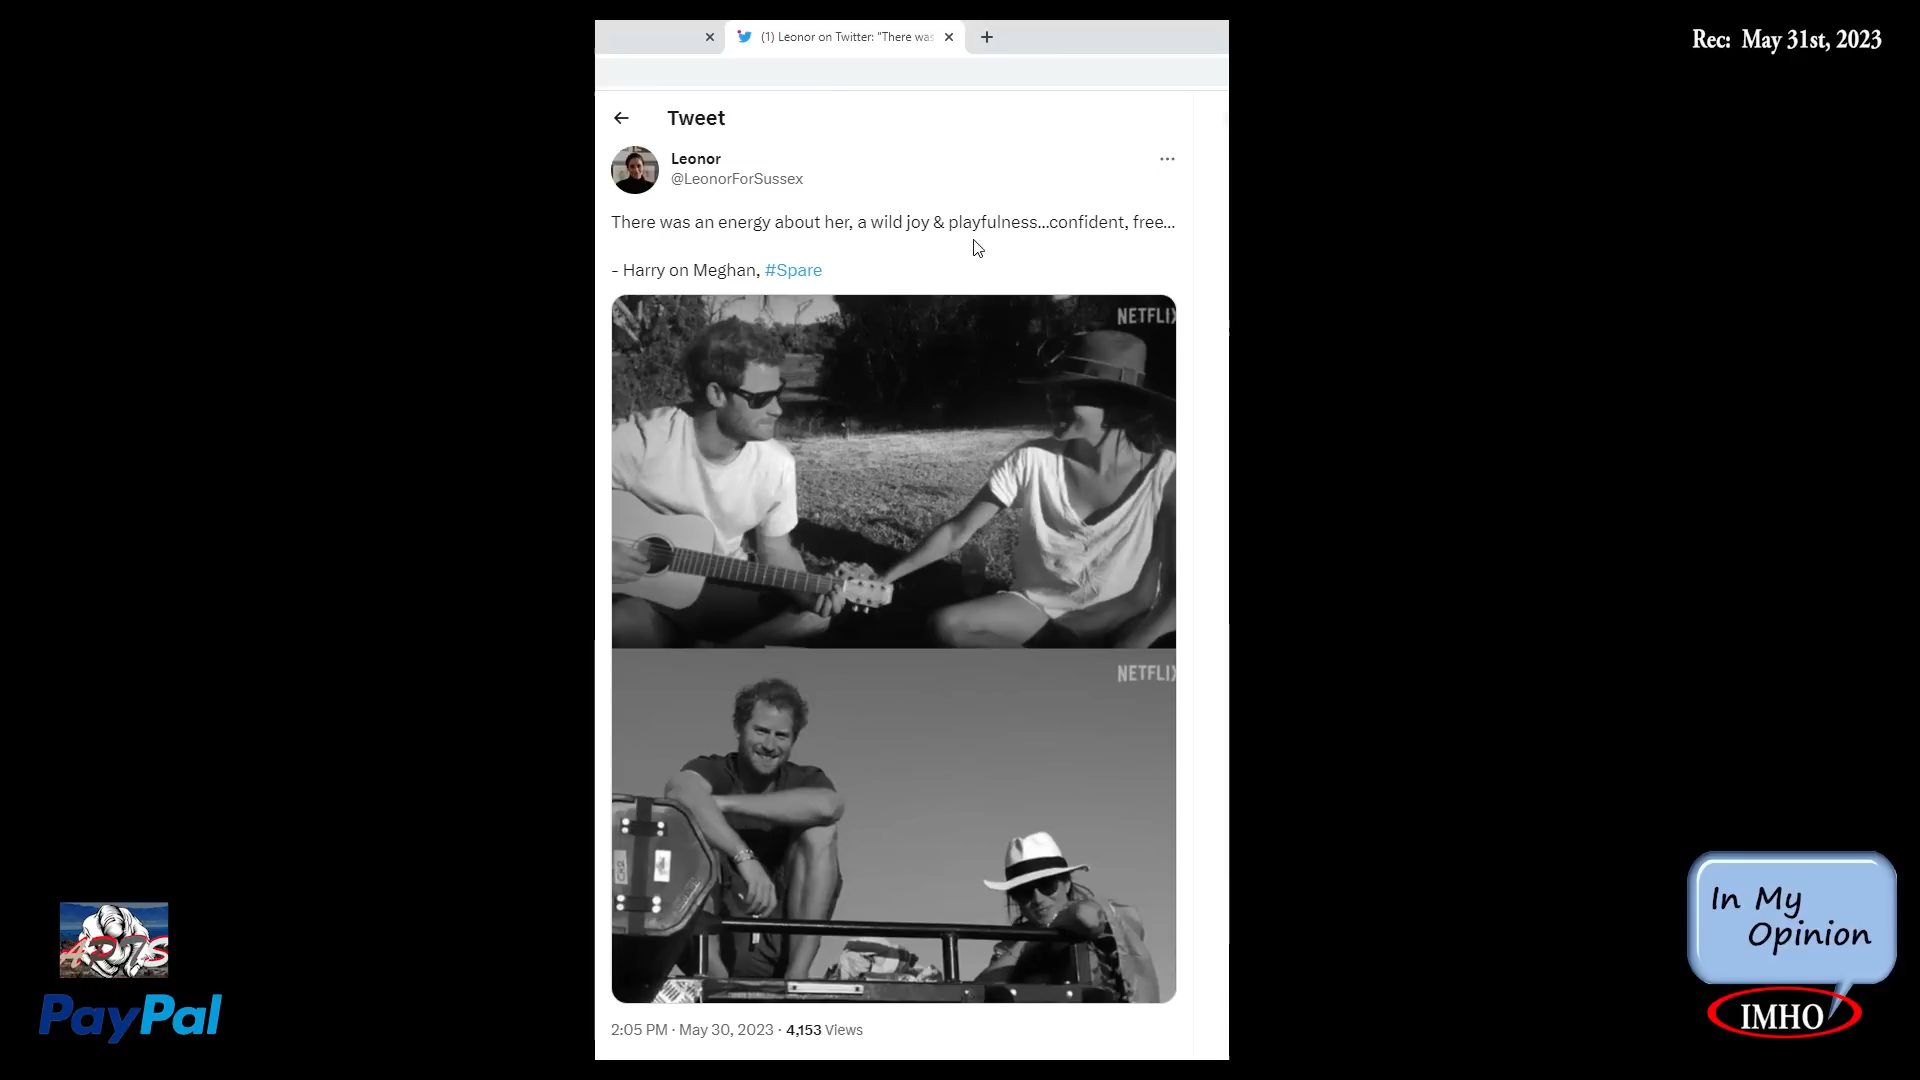 (1) Leonor on Twitter: "There was
Rec: May 31st, 2023
Tweet
Leonor
@LeonorForSussex
There was an energy about her, a wild joy & playfulness...confident, free...
- Harry on Meghan, #Spare
NETFLIX
NETFLIX
2:05 PM · May 30, 2023 · 4,153 Views
PayPal
In My
Opinion
IMHO